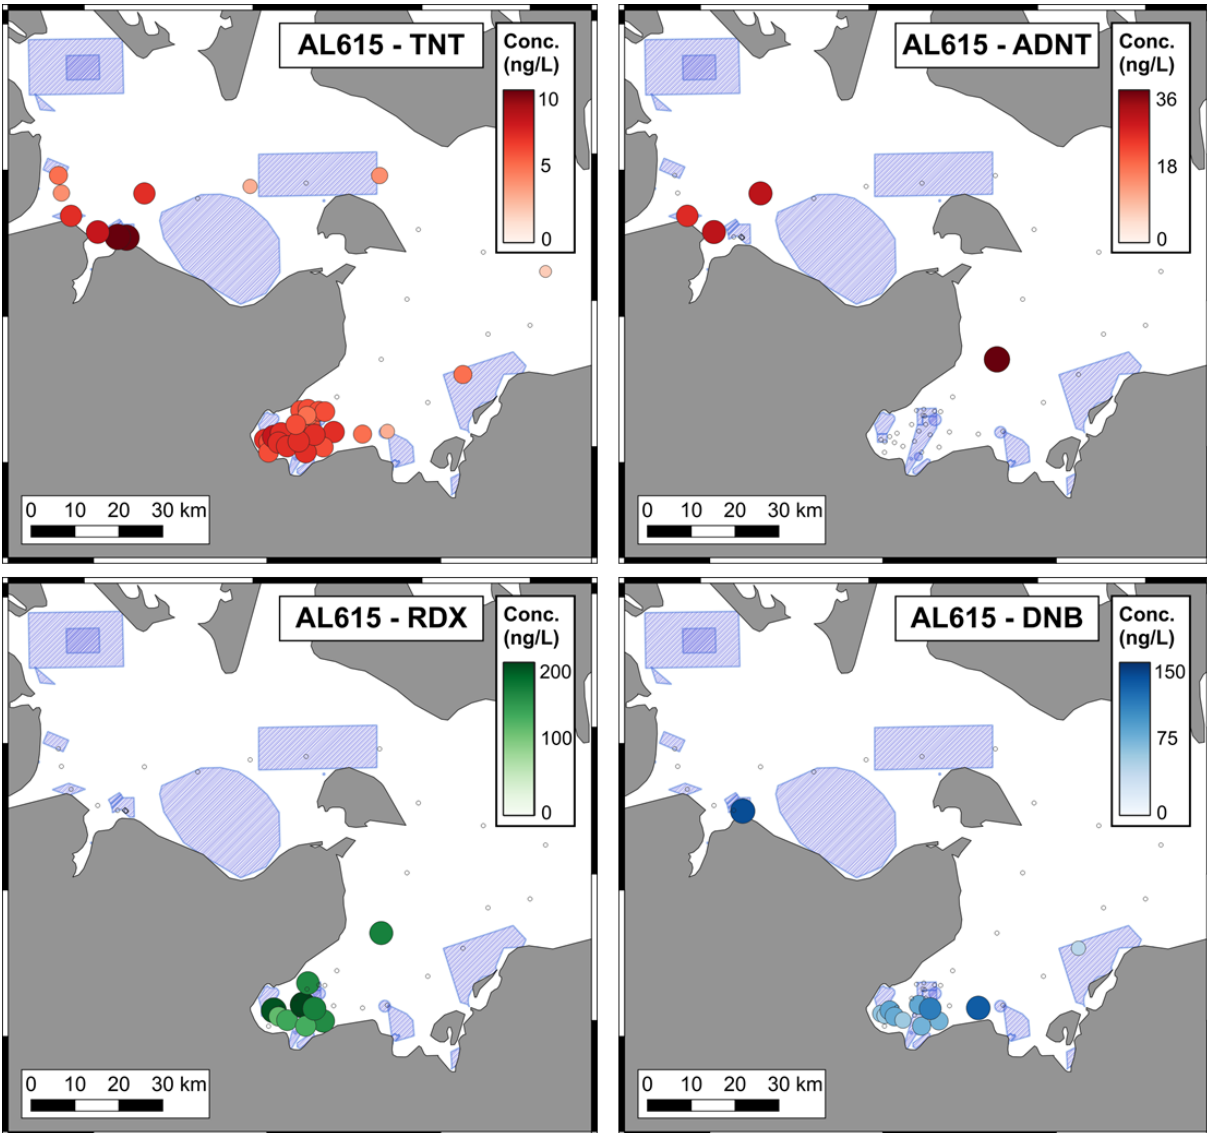 AL615 - TNT
Conc.
(ng/L)
10
5
0
0 10 20 30 km
AL615 - ADNT
Conc.
(ng/L)
36
18
0
0 10 20 30 km
AL615 - RDX
Conc.
(ng/L)
200
100
0
0 10 20 30 km
AL615 - DNB
Conc.
(ng/L)
150
75
0
0 10 20 30 km